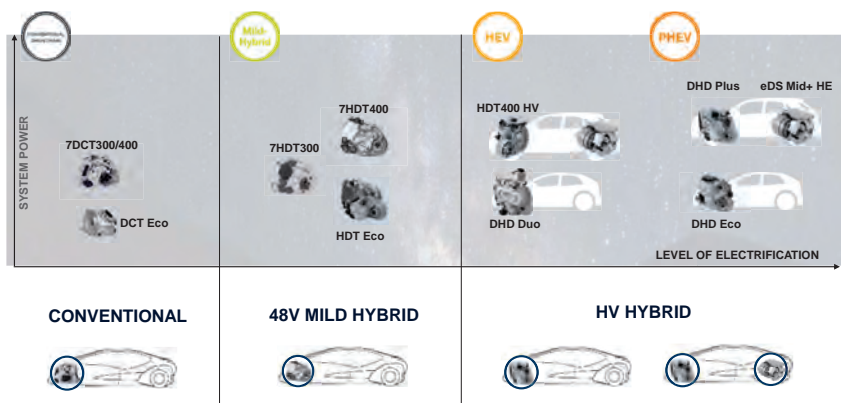 CONVENTIONAL
Mild-
Hybrid
HEV
PHEV
SYSTEM POWER
7DCT300/400
DCT Eco
7HDT400
7HDT300
HDT Eco
HDT400 HV
DHD Duo
DHD Plus
eDS Mid+ HE
DHD Eco
LEVEL OF ELECTRIFICATION
CONVENTIONAL
48V MILD HYBRID
HV HYBRID